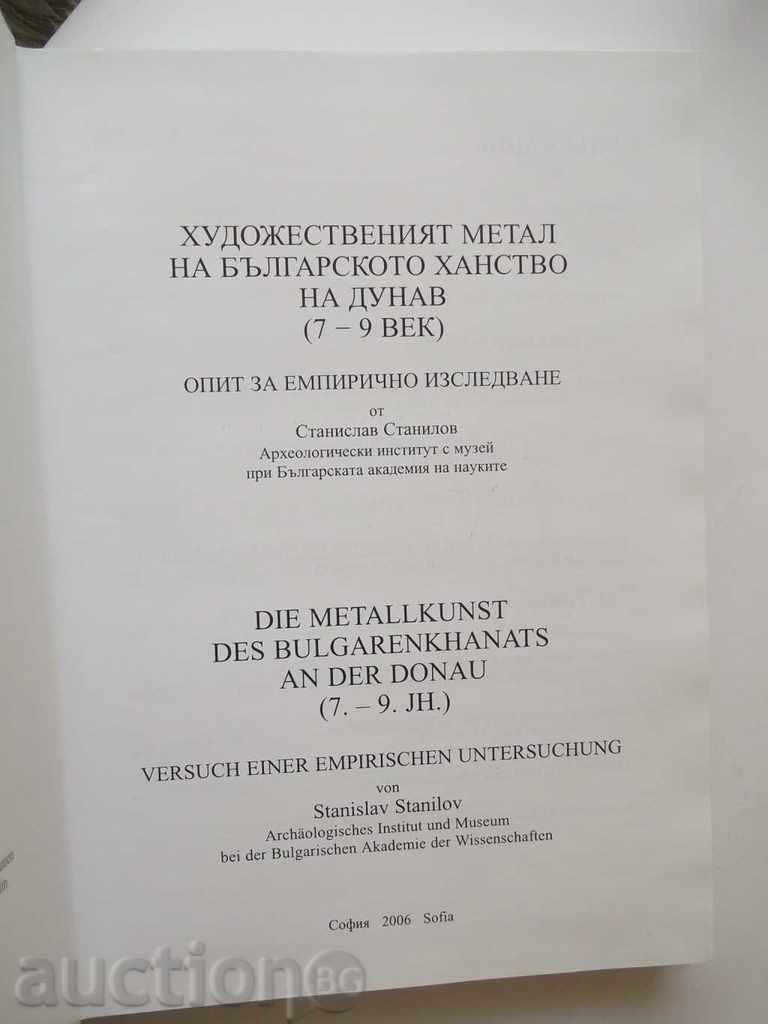 ХУДОЖЕСТВЕНИЯТ МЕТАЛ
НА БЪЛГАРСКОТО ХАНСТВО
НА ДУНАВ
(7 – 9 ВЕК)
ОПИТ ЗА ЕМПИРИЧНО ИЗСЛЕДВАНЕ
от
Станислав Станилов
Археологически институт с музей
при Българската академия на науките
DIE METALLKUNST
DES BULGARENKHANATS
AN DER DONAU
(7. – 9. JH.)
VERSUCH EINER EMPIRISCHEN UNTERSUCHUNG
von
Stanislav Stanilov
Archäologisches Institut und Museum
bei der Bulgarischen Akademie der Wissenschaften
София 2006 Sofia
auction BG